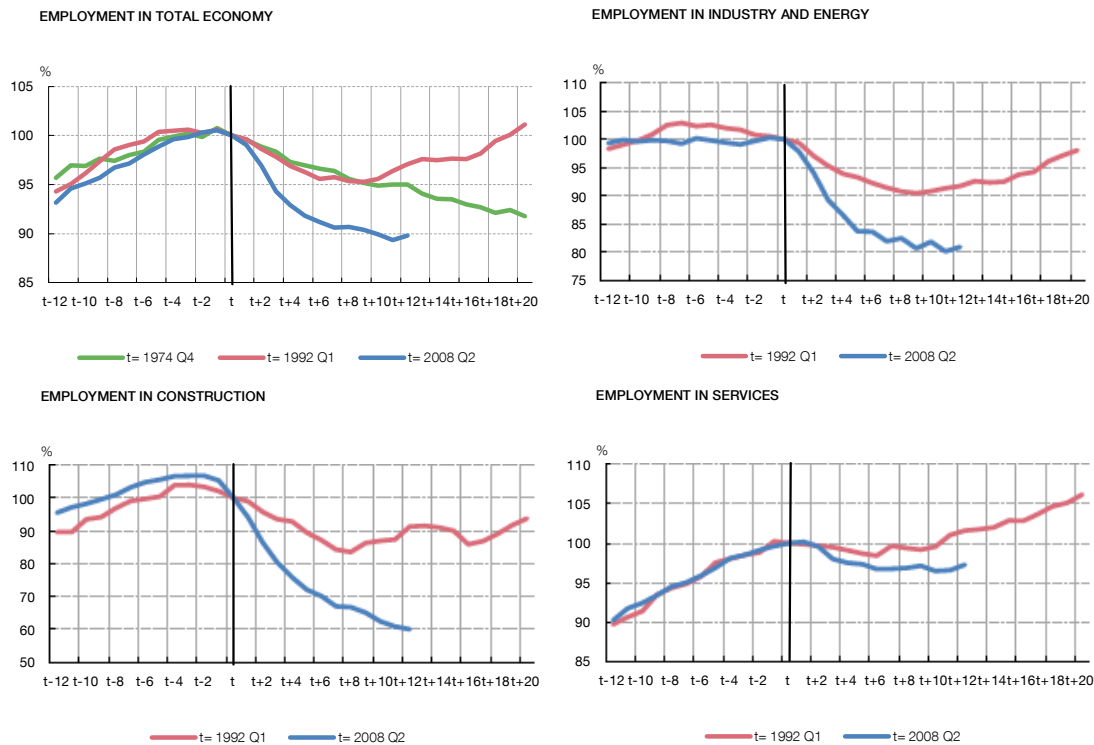 EMPLOYMENT IN TOTAL ECONOMY
%
105
100
95
90
85
t-12 t-10 t-8 t-6 t-4 t-2 t t+2 t+4 t+6 t+8 t+10 t+12 t+14 t+16 t+18 t+20
t= 1974 Q4 t= 1992 Q1 t= 2008 Q2
EMPLOYMENT IN INDUSTRY AND ENERGY
%
110
105
100
95
90
85
80
75
t-12 t-10 t-8 t-6 t-4 t-2 t t+2 t+4 t+6 t+8 t+10 t+12 t+14 t+16 t+18 t+20
t= 1992 Q1 t= 2008 Q2
EMPLOYMENT IN CONSTRUCTION
%
110
100
90
80
70
60
50
t-12 t-10 t-8 t-6 t-4 t-2 t t+2 t+4 t+6 t+8 t+10 t+12 t+14 t+16 t+18 t+20
t= 1992 Q1 t= 2008 Q2
EMPLOYMENT IN SERVICES
%
110
105
100
95
90
85
t-12 t-10 t-8 t-6 t-4 t-2 t t+2 t+4 t+6 t+8 t+10 t+12 t+14 t+16 t+18 t+20
t= 1992 Q1 t= 2008 Q2